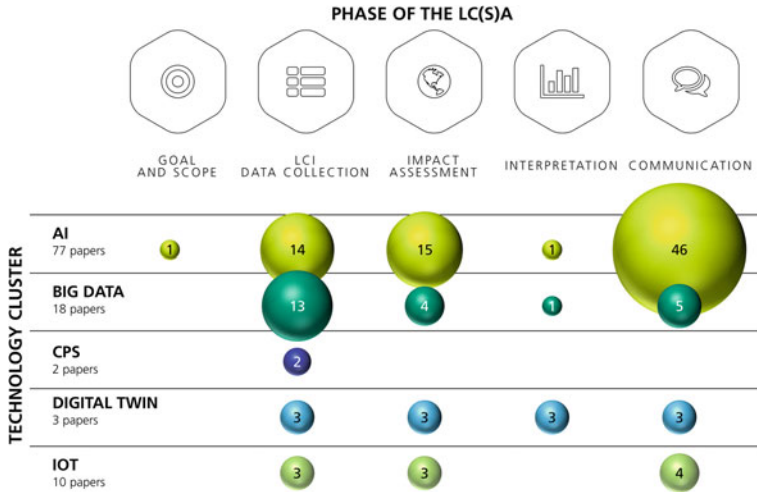 PHASE OF THE LC(S)A
GOAL
AND SCOPE
LCI
DATA COLLECTION
IMPACT
ASSESSMENT
INTERPRETATION
COMMUNICATION
TECHNOLOGY CLUSTER
AI
77 papers
1
14
15
1
46
BIG DATA
18 papers
13
4
1
5
CPS
2 papers
2
DIGITAL TWIN
3 papers
3
3
3
3
IOT
10 papers
3
3
4